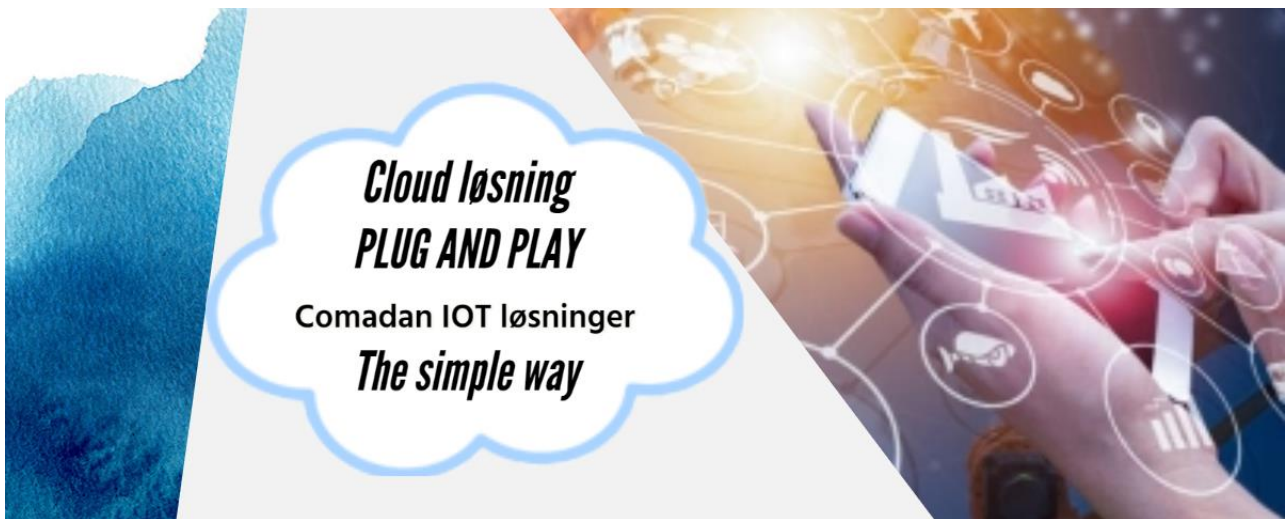 Cloud løsning
PLUG AND PLAY
Comadan IOT løsninger
The simple way